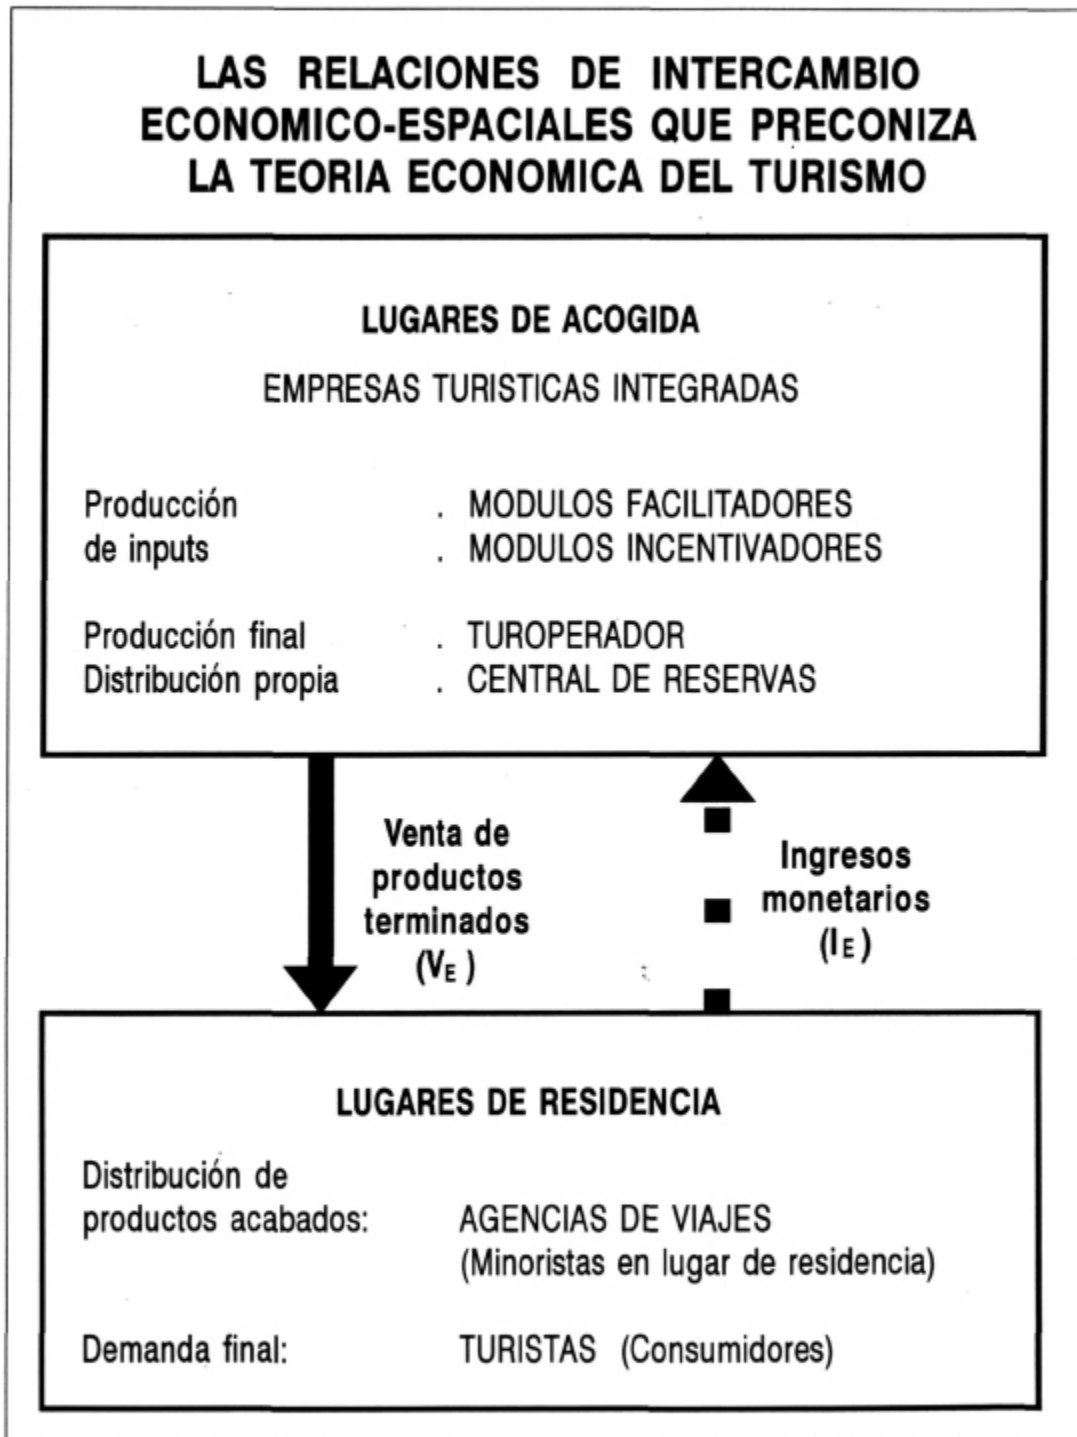 LAS RELACIONES DE INTERCAMBIO
ECONOMICO-ESPACIALES QUE PRECONIZA
LA TEORIA ECONOMICA DEL TURISMO
LUGARES DE ACOGIDA
EMPRESAS TURISTICAS INTEGRADAS
Producción . MODULOS FACILITADORES
de inputs . MODULOS INCENTIVADORES
Producción final . TUROPERADOR
Distribución propia . CENTRAL DE RESERVAS
Venta de
productos
terminados
(VE)
Ingresos
monetarios
(IE)
LUGARES DE RESIDENCIA
Distribución de
productos acabados: AGENCIAS DE VIAJES
(Minoristas en lugar de residencia)
Demanda final: TURISTAS (Consumidores)